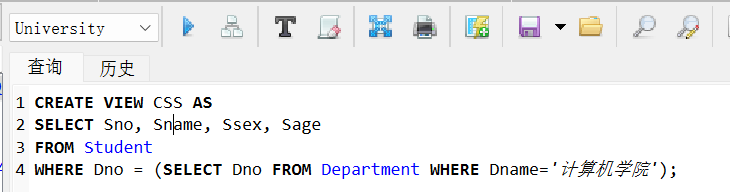 University
查询 历史
1 CREATE VIEW CSS AS
2 SELECT Sno, Sname, Ssex, Sage
3 FROM Student
4 WHERE Dno = (SELECT Dno FROM Department WHERE Dname='计算机学院');